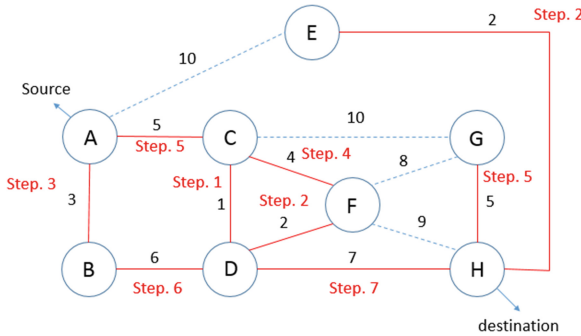 2
Step. 2
E
10
Source
A
5
Step. 5
C
10
G
Step. 3
3
Step. 1
1
4
Step. 4
Step. 2
2
F
8
Step. 5
5
9
B
6
Step. 6
D
7
Step. 7
H
destination